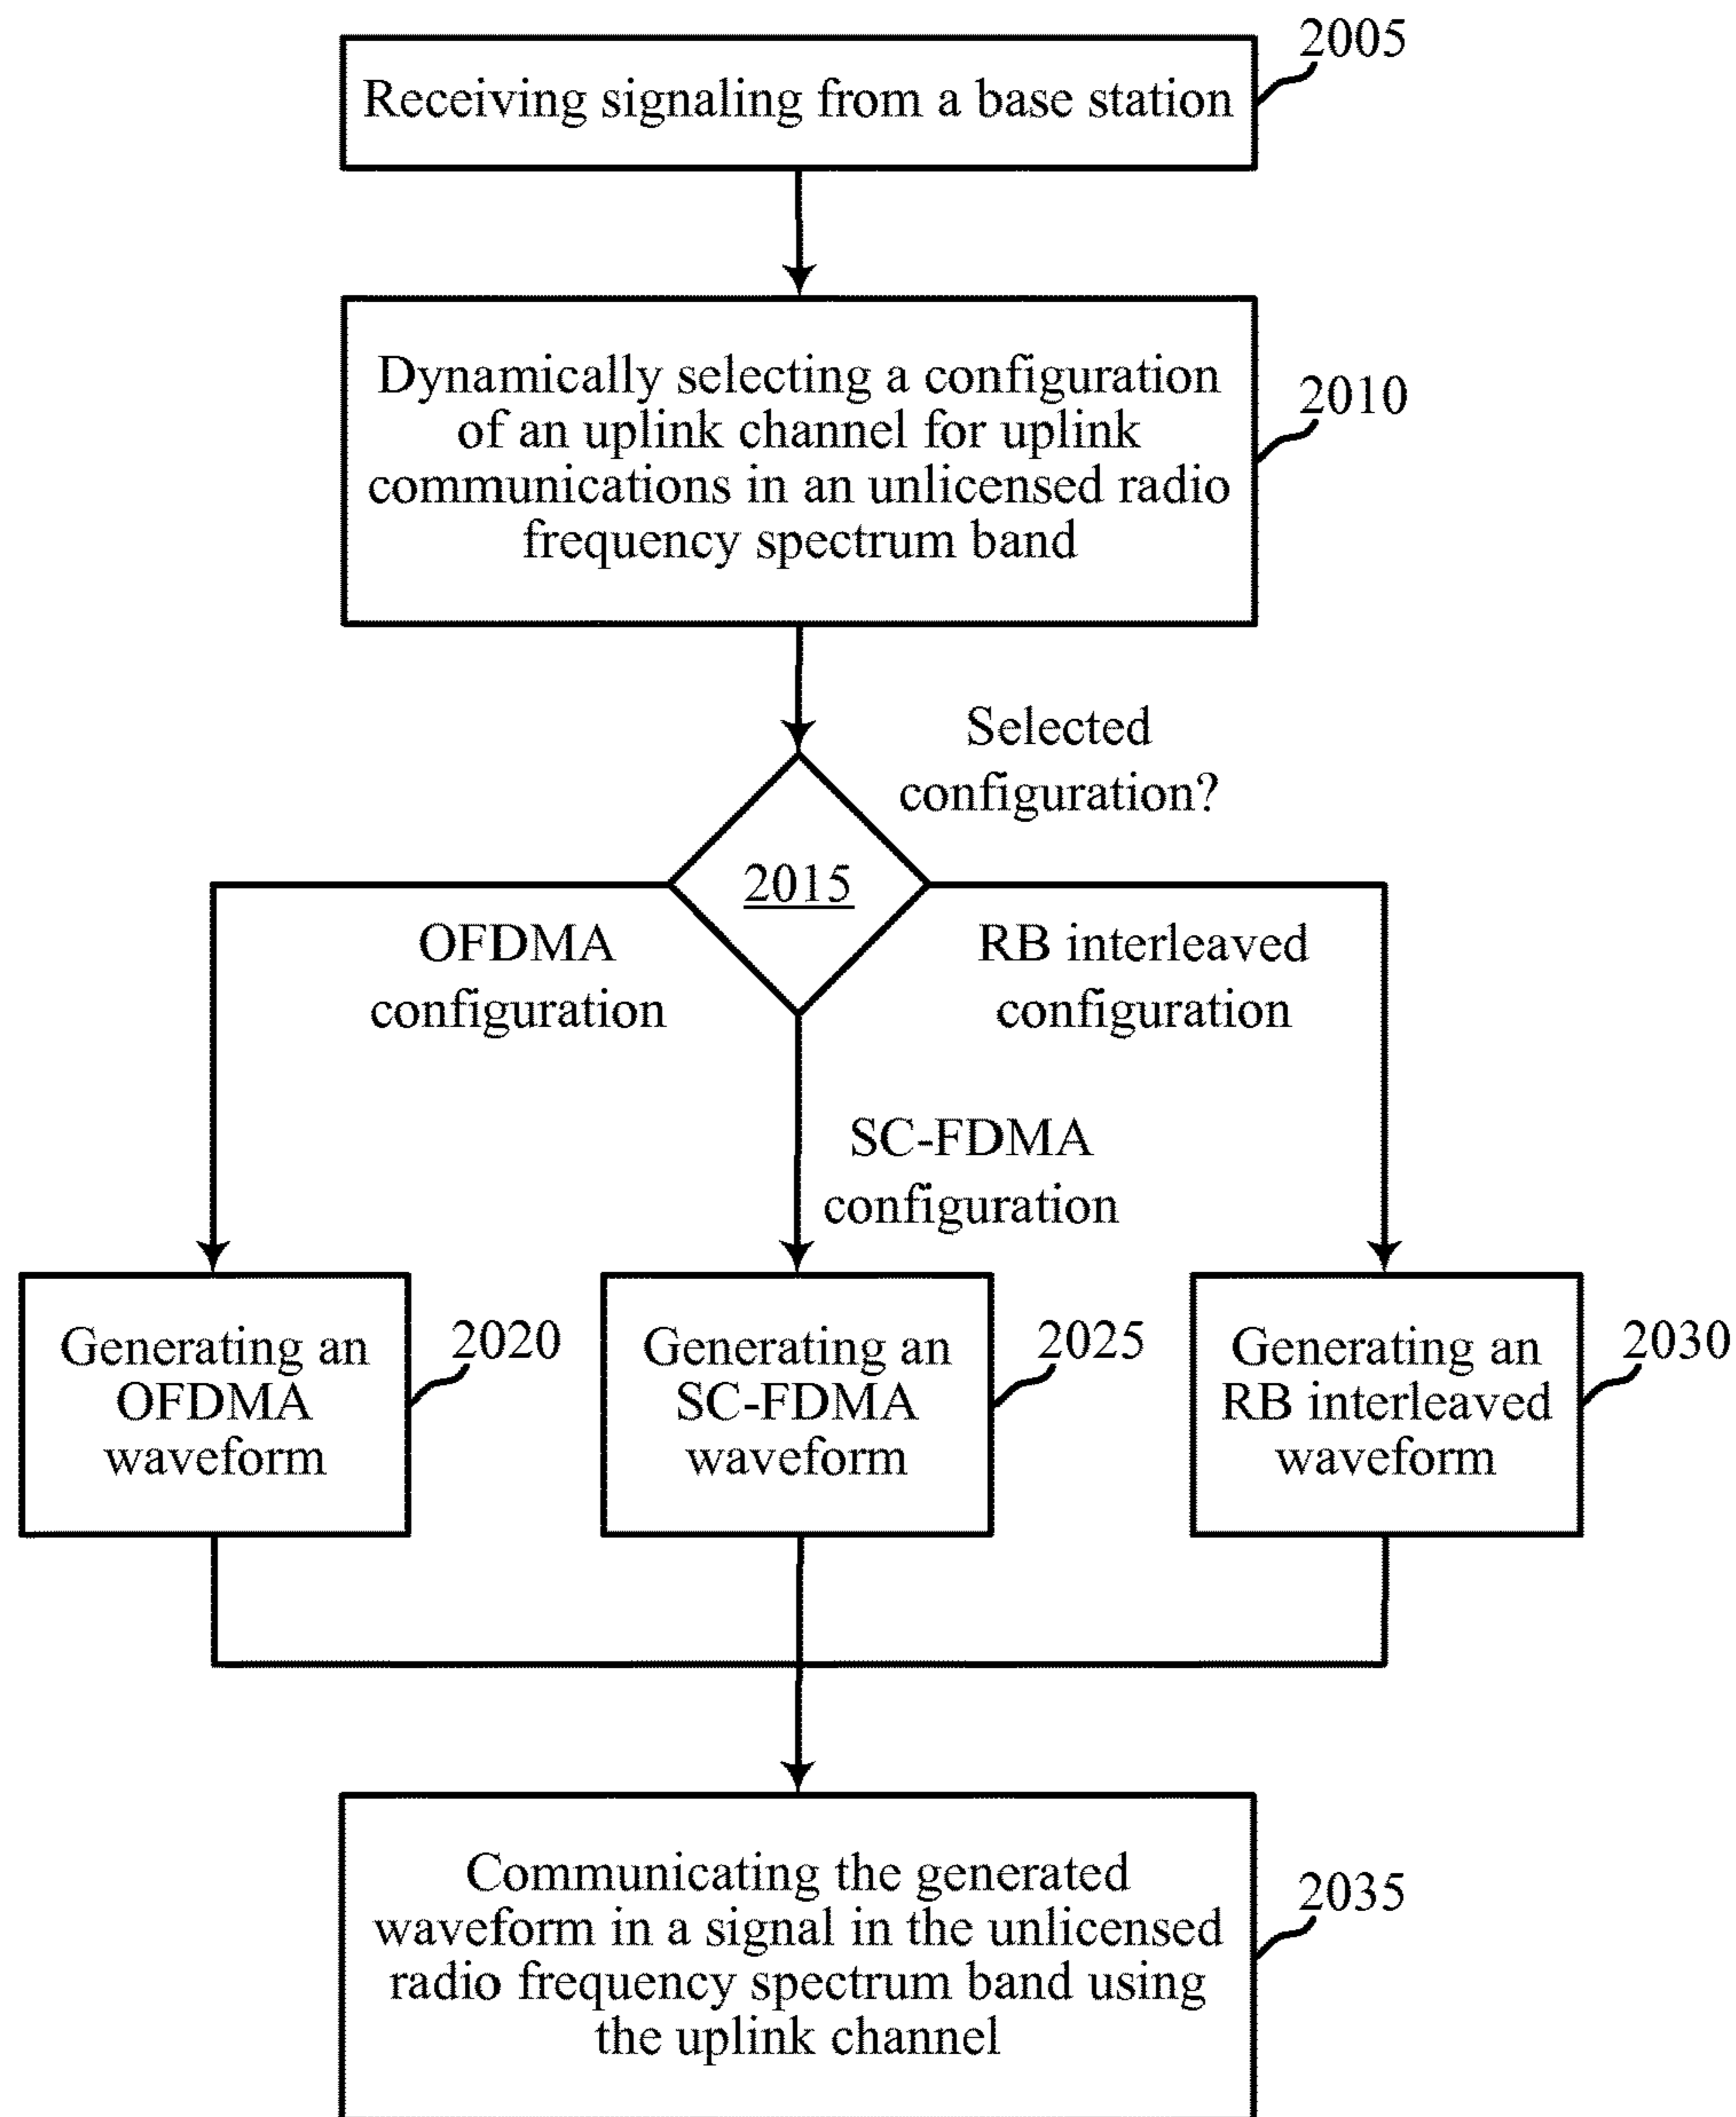 2005
Receiving signaling from a base station
Dynamically selecting a configuration
of an uplink channel for uplink
communications in an unlicensed radio
frequency spectrum band
2010
Selected
configuration?
2015
OFDMA
configuration
RB interleaved
configuration
SC-FDMA
configuration
Generating an
OFDMA
waveform
2020
Generating an
SC-FDMA
waveform
2025
Generating an
RB interleaved
waveform
2030
Communicating the generated
waveform in a signal in the unlicensed
radio frequency spectrum band using
the uplink channel
2035